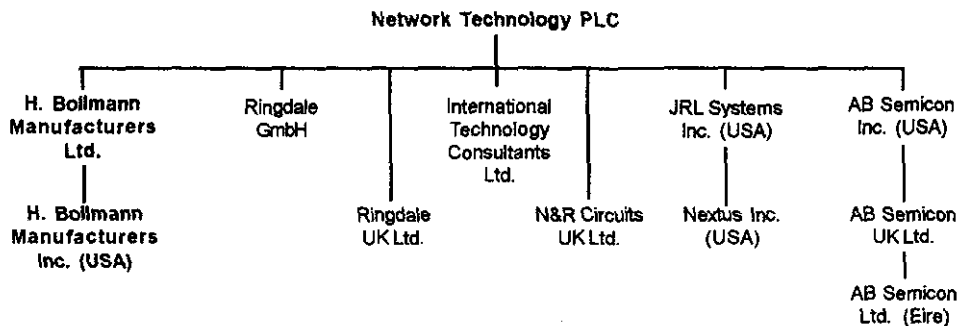 Network Technology PLC
H. Bollmann
Manufacturers
Ltd.
Ringdale
GmbH
International
Technology
Consultants
Ltd.
JRL Systems
Inc. (USA)
AB Semicon
Inc. (USA)
H. Bollmann
Manufacturers
Inc. (USA)
Ringdale
UK Ltd.
N&R Circuits
UK Ltd.
Nextus Inc.
(USA)
AB Semicon
UK Ltd.
AB Semicon
Ltd. (Eire)